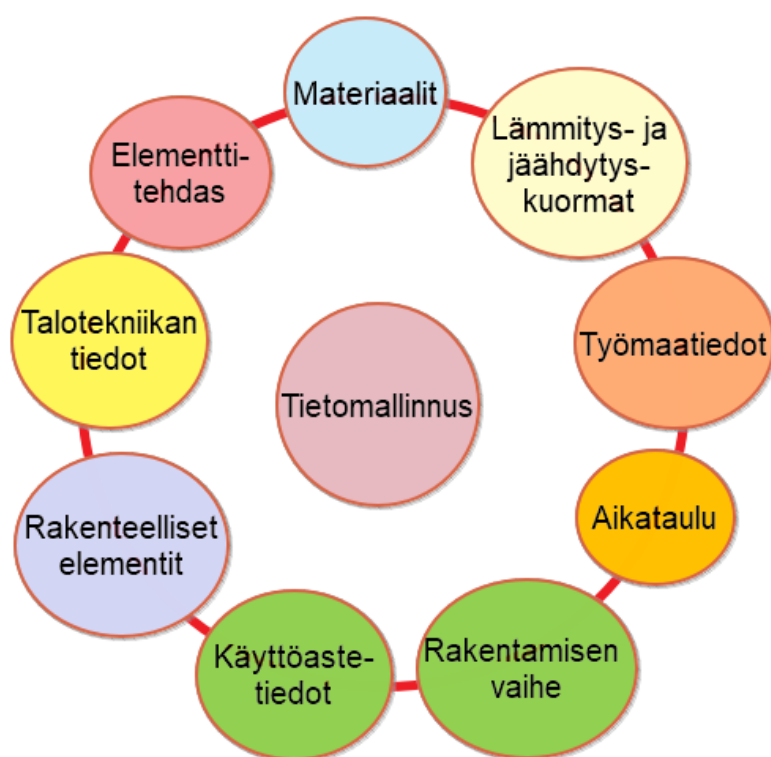 Materiaalit
Lämmitys- ja
jäähdytys-
kuormat
Työmaatiedot
Aikataulu
Rakentamisen
vaihe
Käyttöaste-
tiedot
Rakenteelliset
elementit
Talotekniikan
tiedot
Elementti-
tehdas
Tietomallinnus